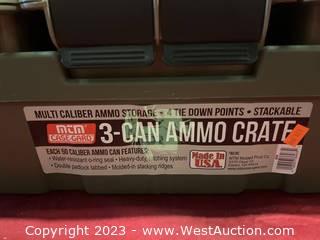 MULTI CALIBER AMMO STORAGE • 4 TIE DOWN POINTS • STACKABLE
MTM CASE-GARD
3-CAN AMMO CRATE
EACH 50 CALIBER AMMO CAN FEATURES:
• Water-resistant o-ring seal • Heavy-duty latching system
• Double padlock tabbed • Molded-in stacking ridges
Made In U.S.A.
Copyright 2023 - www.BidCal.com